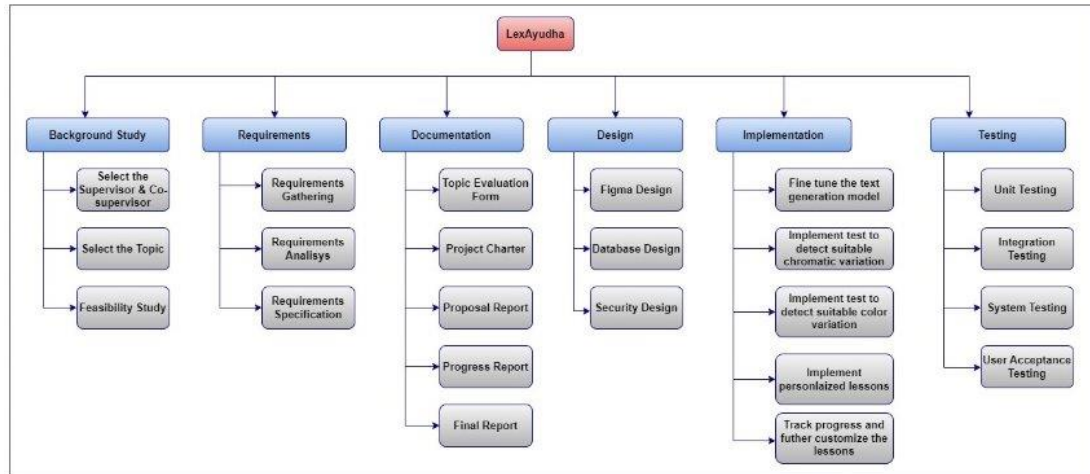 LexAyudha
Background Study
Select the
Supervisor & Co-
supervisor
Select the Topic
Feasibility Study
Requirements
Requirements
Gathering
Requirements
Analisys
Requirements
Specification
Documentation
Topic Evaluation
Form
Project Charter
Proposal Report
Progress Report
Final Report
Design
Figma Design
Database Design
Security Design
Implementation
Fine tune the text
generation model
Implement test to
detect suitable
chromatic variation
Implement test to
detect suitable color
variation
Implement
personlaized lessons
Track progress and
futher customize the
lessons
Testing
Unit Testing
Integration
Testing
System Testing
User Acceptance
Testing